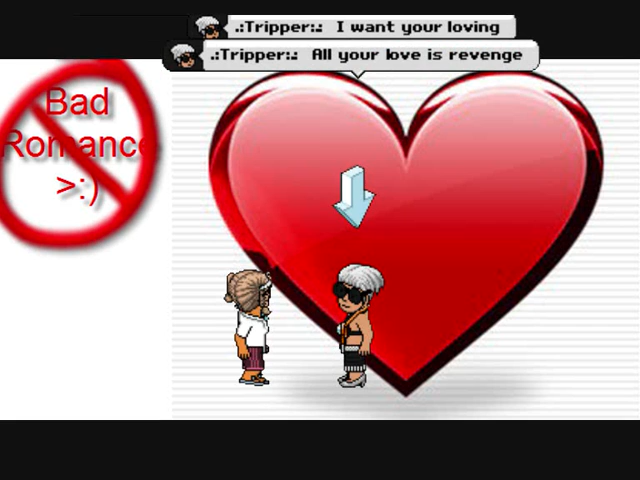 .:Tripper:.: I want your loving
.:Tripper:.: All your love is revenge
Bad
Romance
>:)